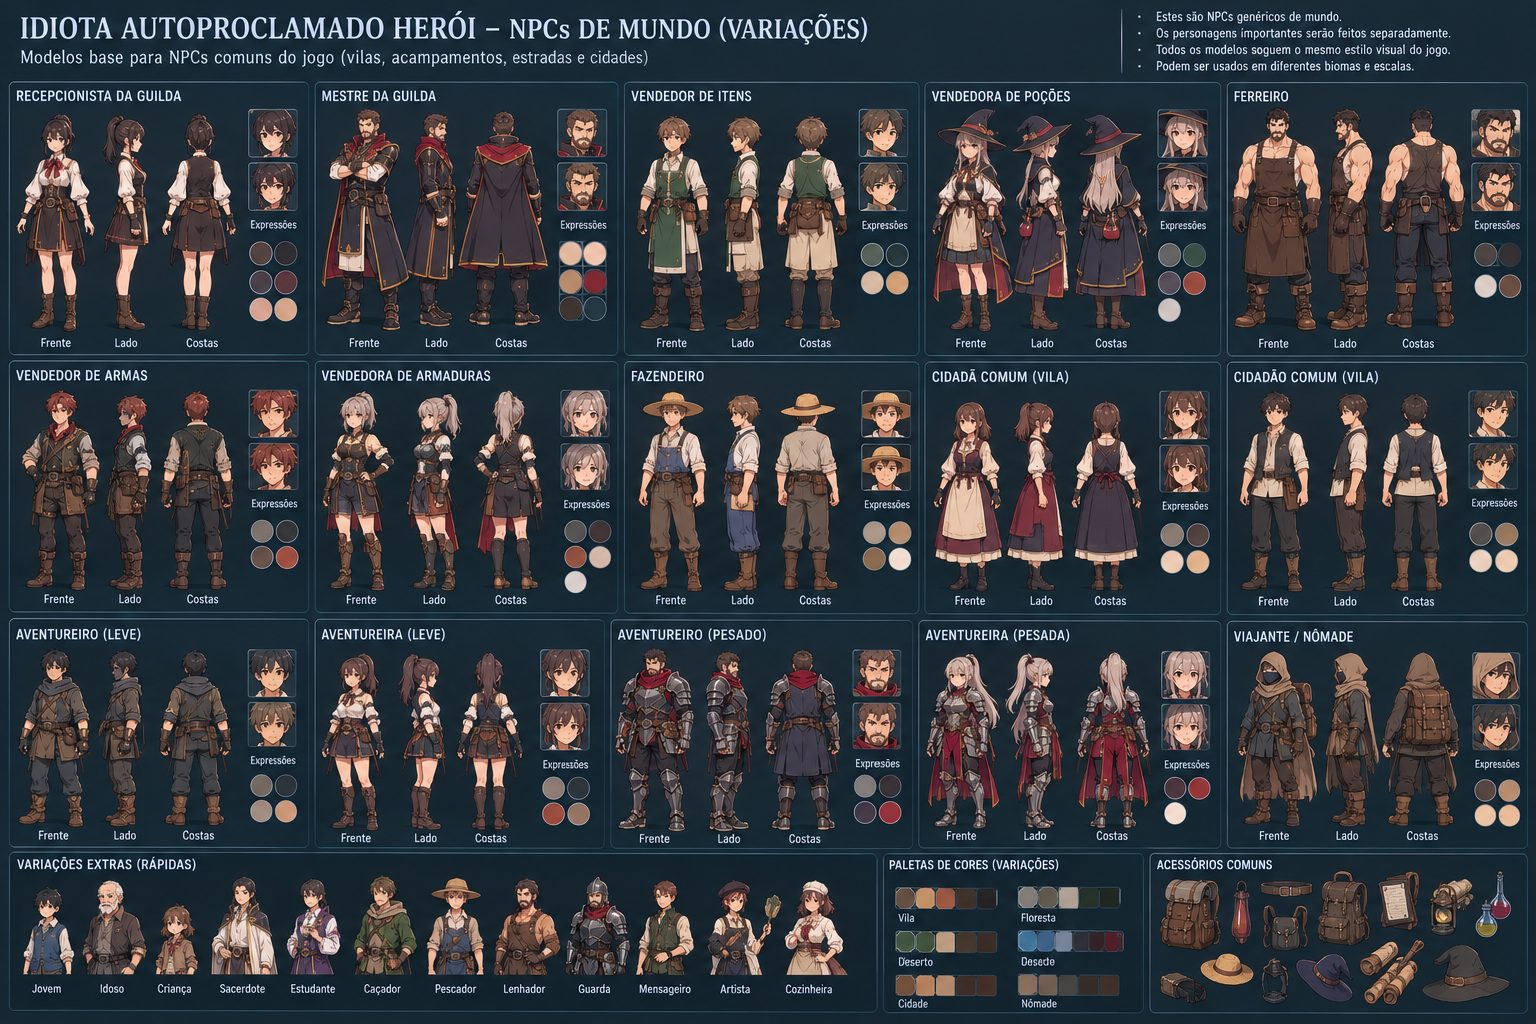 IDIOTA AUTOPROCLAMADO HERÓI – NPCs DE MUNDO (VARIAÇÕES)
Modelos base para NPCs comuns do jogo (vilas, acampamentos, estradas e cidades)
• Estes são NPCs genéricos de mundo.
• Os personagens importantes serão feitos separadamente.
• Todos os modelos soguem o mesmo estilo visual do jogo.
• Podem ser usados em diferentes biomas e escalas.
RECEPCIONISTA DA GUILDA
Expressões
Frente Lado Costas
MESTRE DA GUILDA
Expressões
Frente Lado Costas
VENDEDOR DE ITENS
Expressões
Frente Lado Costas
VENDEDORA DE POÇÕES
Expressões
Frente Lado Costas
FERREIRO
Expressões
Frente Lado Costas
VENDEDOR DE ARMAS
Expressões
Frente Lado Costas
VENDEDORA DE ARMADURAS
Expressões
Frente Lado Costas
FAZENDEIRO
Expressões
Frente Lado Costas
CIDADÃ COMUM (VILA)
Expressões
Frente Lado Costas
CIDADÃO COMUM (VILA)
Expressões
Frente Lado Costas
AVENTUREIRO (LEVE)
Expressões
Frente Lado Costas
AVENTUREIRA (LEVE)
Expressões
Frente Lado Costas
AVENTUREIRO (PESADO)
Expressões
Frente Lado Costas
AVENTUREIRA (PESADA)
Expressões
Frente Lado Costas
VIAJANTE / NÔMADE
Expressões
Frente Lado Costas
VARIAÇÕES EXTRAS (RÁPIDAS)
Jovem Idoso Criança Sacerdote Estudante Caçador Pescador Lenhador Guarda Mensageiro Artista Cozinheira
PALETAS DE CORES (VARIAÇÕES)
Vila Floresta
Deserto Desecte
Cidade Nômade
ACESSÓRIOS COMUNS